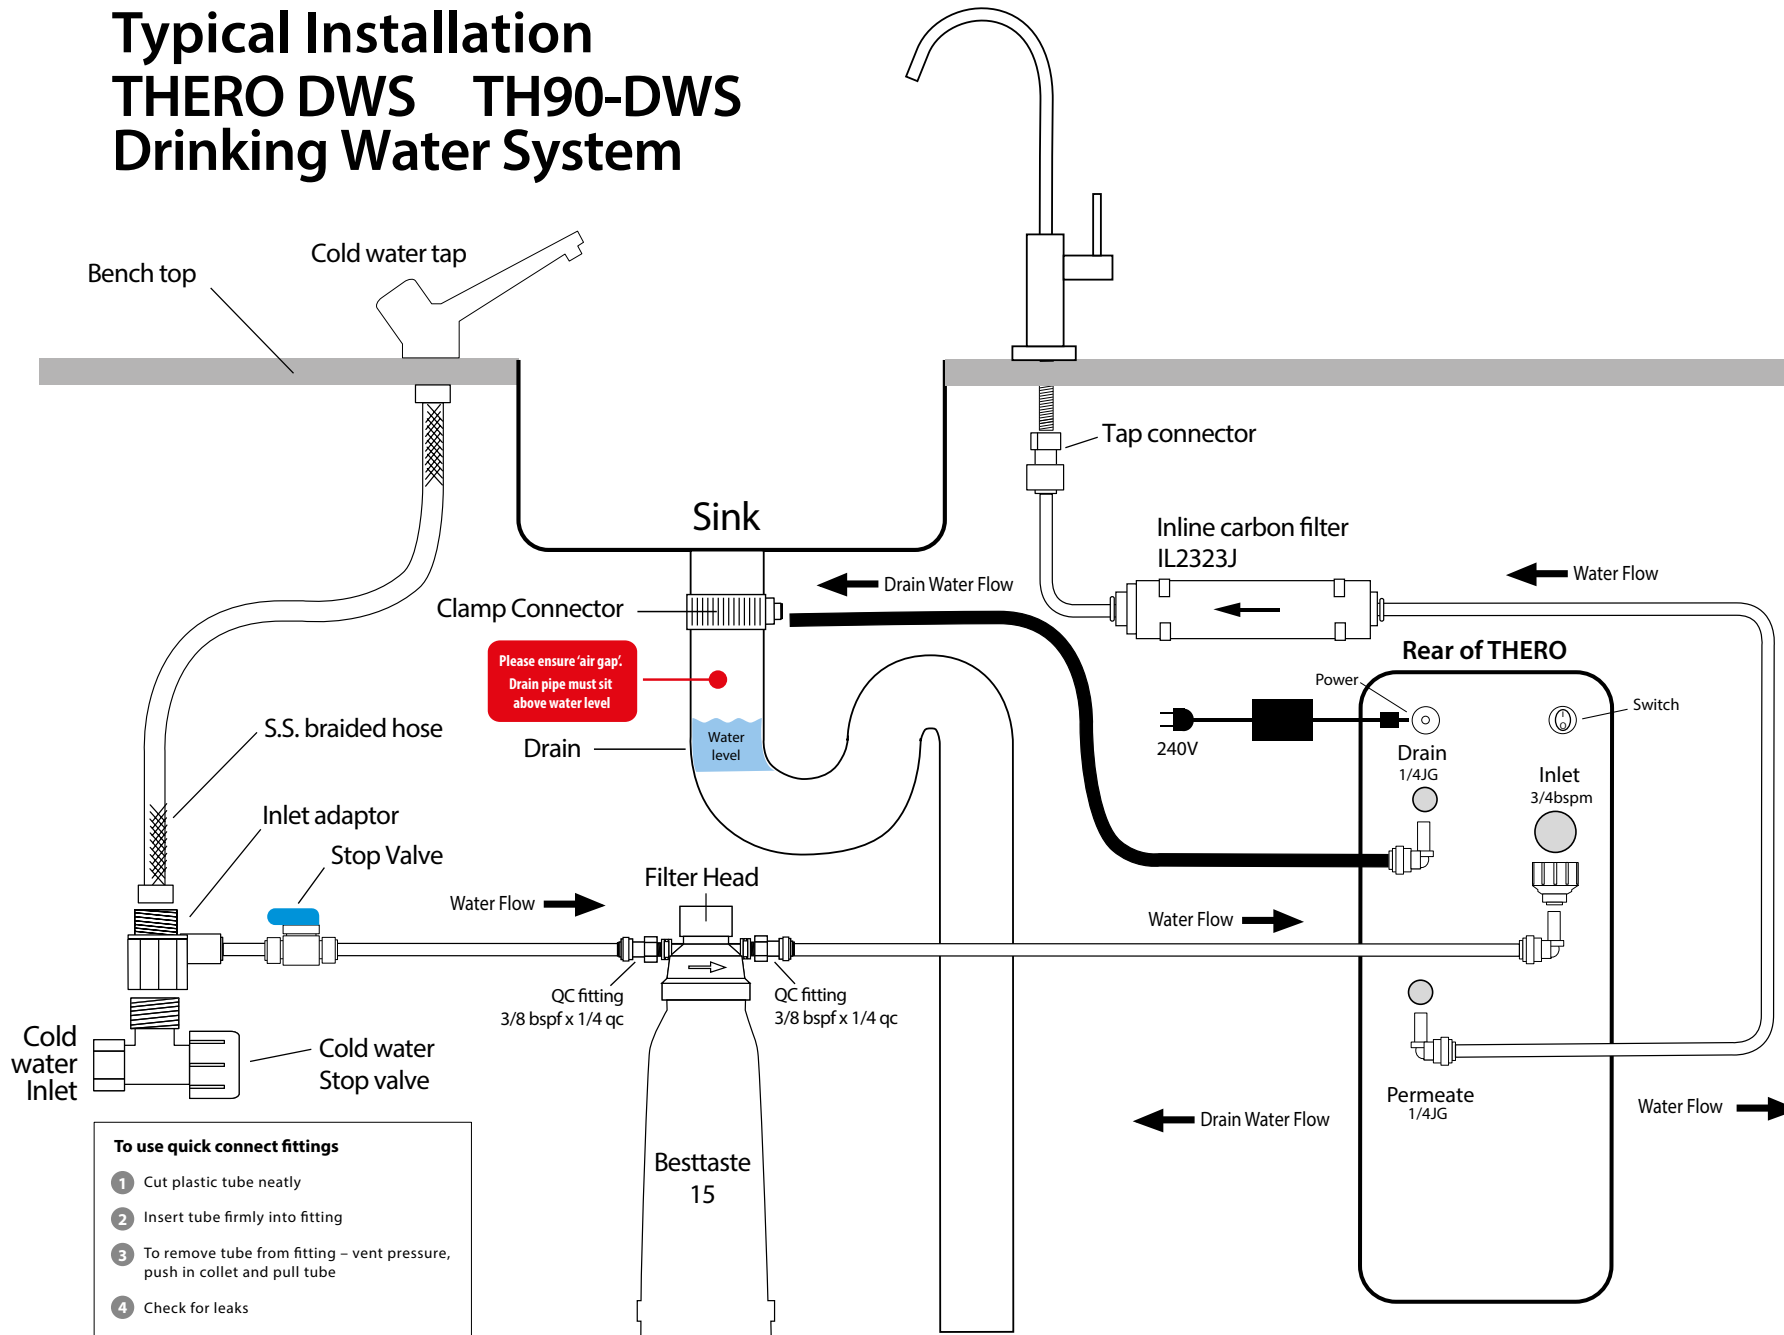 Typical Installation
THERO DWS TH90-DWS
Drinking Water System
Cold water tap
Bench top
Tap connector
Sink
Inline carbon filter
IL2323J
Water Flow
Drain Water Flow
Clamp Connector
Please ensure ‘air gap’.
Drain pipe must sit
above water level
Rear of THERO
Power
Switch
S.S. braided hose
Drain
Water
level
240V
Drain
1/4JG
Inlet
3/4bspm
Inlet adaptor
Stop Valve
Filter Head
Water Flow
Water Flow
QC fitting
3/8 bspf x 1/4 qc
QC fitting
3/8 bspf x 1/4 qc
Cold
water
Inlet
Cold water
Stop valve
Permeate
1/4JG
Drain Water Flow
Water Flow
Besttaste
15
To use quick connect fittings
1 Cut plastic tube neatly
2 Insert tube firmly into fitting
3 To remove tube from fitting – vent pressure,
push in collet and pull tube
4 Check for leaks